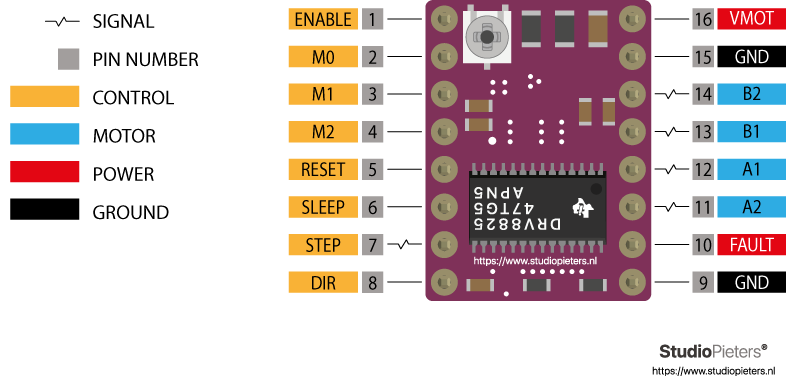 SIGNAL
PIN NUMBER
CONTROL
MOTOR
POWER
GROUND
ENABLE 1
M0 2
M1 3
M2 4
RESET 5
SLEEP 6
STEP 7
DIR 8
DRV8825
47TG5
APN5
https://www.studiopieters.nl
16 VMOT
15 GND
14 B2
13 B1
12 A1
11 A2
10 FAULT
9 GND
StudioPieters®
https://www.studiopieters.nl